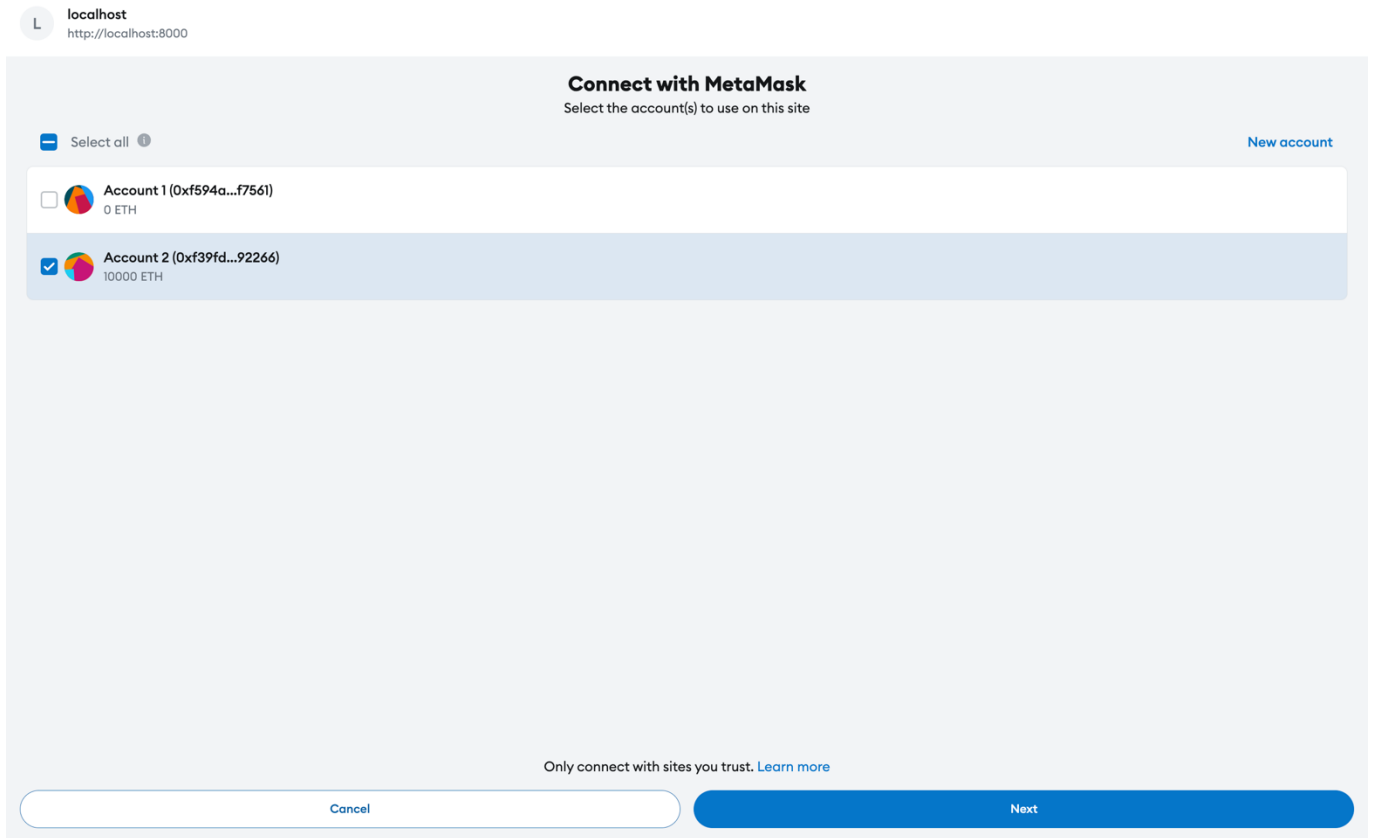 L
localhost
http://localhost:8000
Connect with MetaMask
Select the account(s) to use on this site
Select all
New account
Account 1 (0xf594a...f7561)
0 ETH
Account 2 (0xf39fd...92266)
10000 ETH
Only connect with sites you trust. Learn more
Cancel
Next